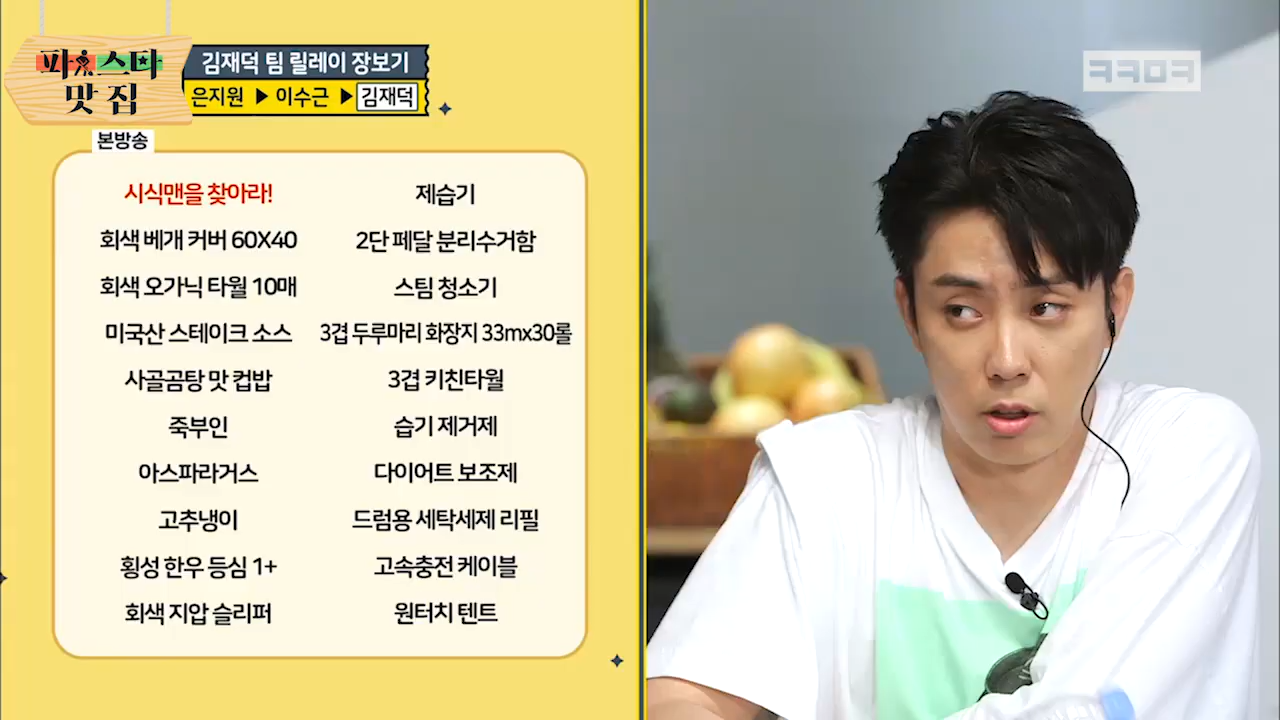 파스타
맛집
김재덕 팀 릴레이 장보기
은지원 ▶ 이수근 ▶ 김재덕
본방송
시식맨을 찾아라!
회색 베개 커버 60X40
회색 오가닉 타월 10매
미국산 스테이크 소스
사골곰탕 맛 컵밥
죽부인
아스파라거스
고추냉이
횡성 한우 등심 1+
회색 지압 슬리퍼
제습기
2단 페달 분리수거함
스팀 청소기
3겹 두루마리 화장지 33mx30롤
3겹 키친타월
습기 제거제
다이어트 보조제
드럼용 세탁세제 리필
고속충전 케이블
원터치 텐트
ㅋㅋㅁㅋ